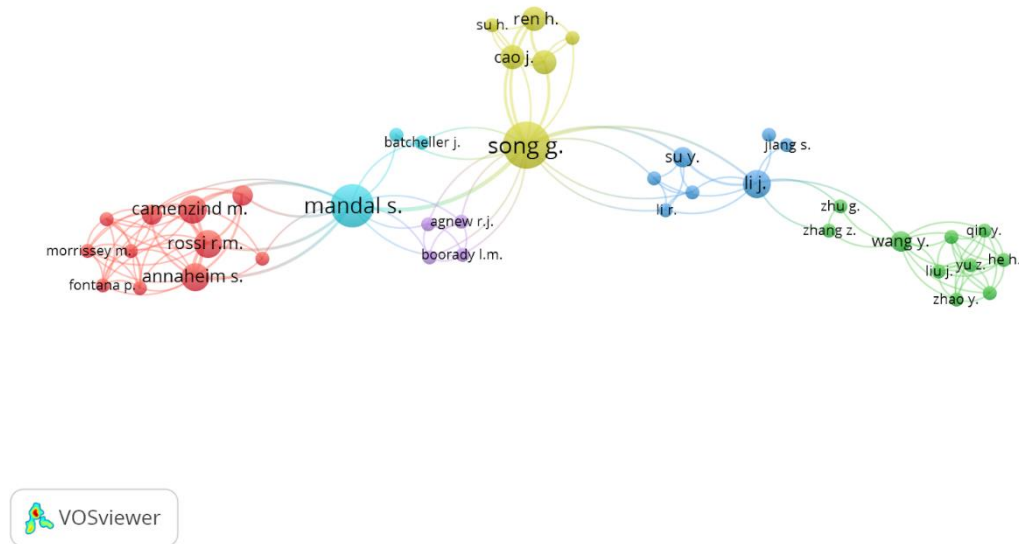 su h.
ren h.
cao j.
batcheller j.
song g.
su y.
jiang s.
li j.
li r.
camenzind m.
mandal s.
agnew r.j.
zhu g.
zhang z.
wang y.
qin y.
morrissey m.
rossi r.m.
boorady l.m.
he h.
liu j.
yu z.
fontana p.
annaheim s.
zhao y.
VOSviewer